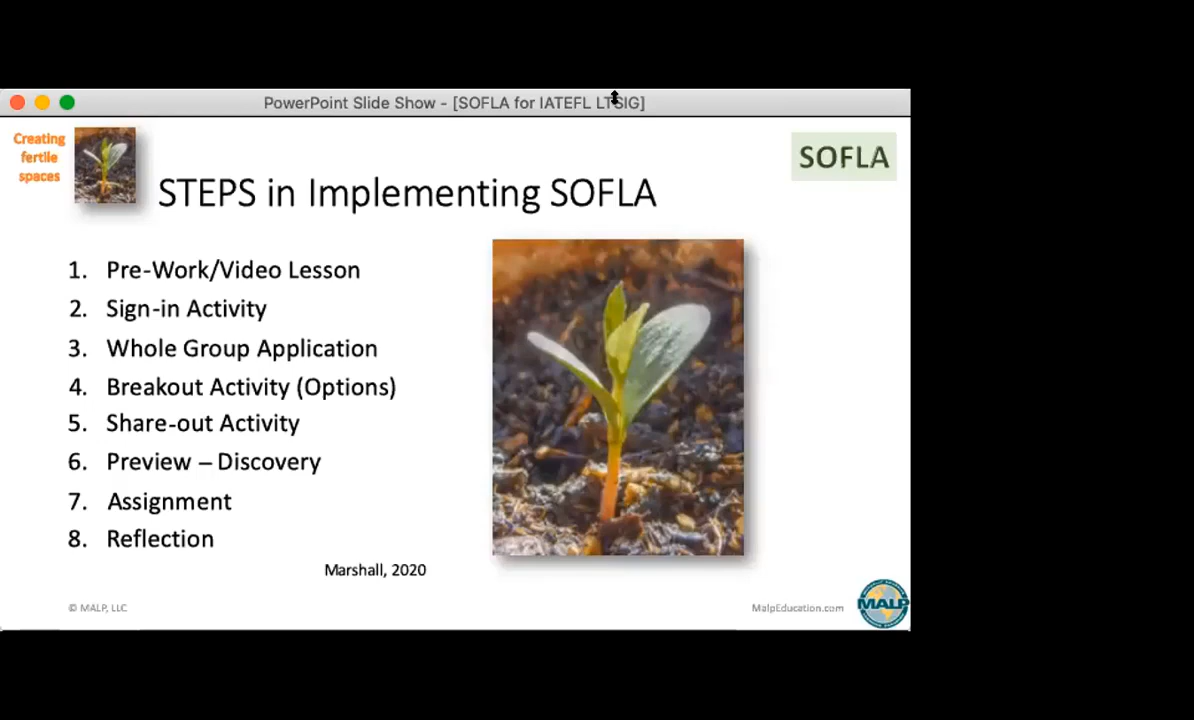 PowerPoint Slide Show - [SOFLA for IATEFL LTSIG]
Creating
fertile
spaces
SOFLA
STEPS in Implementing SOFLA
1. Pre-Work/Video Lesson
2. Sign-in Activity
3. Whole Group Application
4. Breakout Activity (Options)
5. Share-out Activity
6. Preview – Discovery
7. Assignment
8. Reflection
Marshall, 2020
© MALP, LLC
MalpEducation.com
MALP